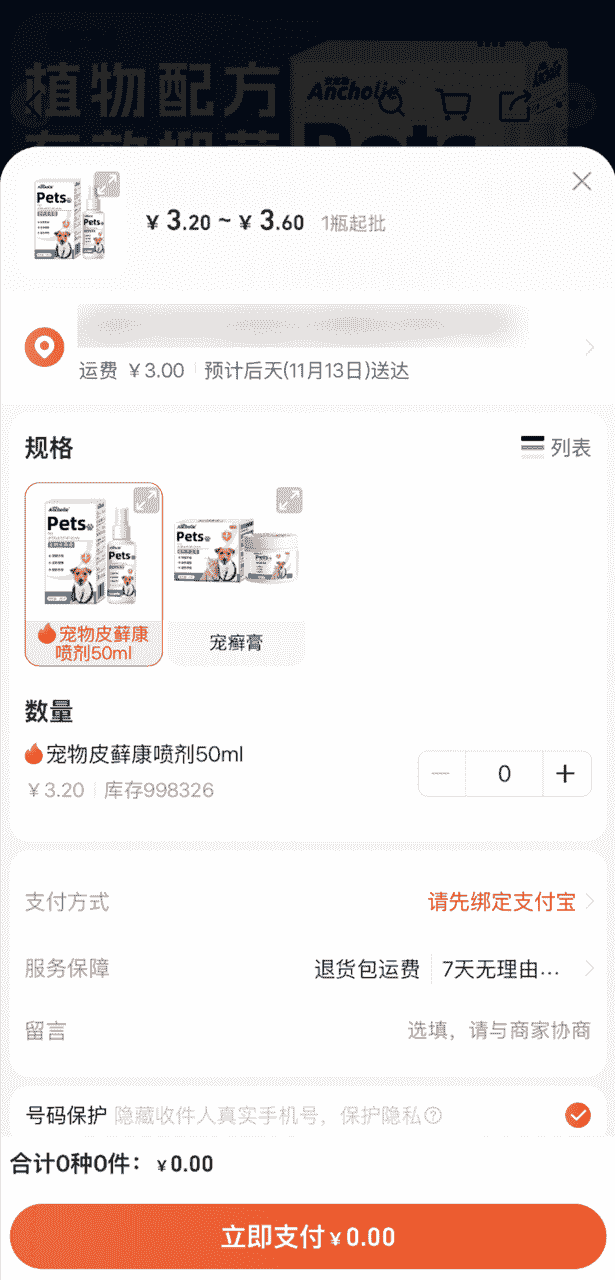 植物配方
Ancholie
Pets
Pets
Pets
¥ 3.20 ~ ¥ 3.60 1瓶起批
运费 ¥3.00 预计后天(11月13日)送达
规格
列表
Ancholie
Pets
Pets
宠物皮藓康
喷剂50ml
Pets
Pets
宠癣膏
数量
宠物皮藓康喷剂50ml
¥3.20 库存998326
0
支付方式 请先绑定支付宝
服务保障 退货包运费 7天无理由...
留言 选填，请与商家协商
号码保护 隐藏收件人真实手机号，保护隐私
合计0种0件：¥0.00
立即支付¥0.00